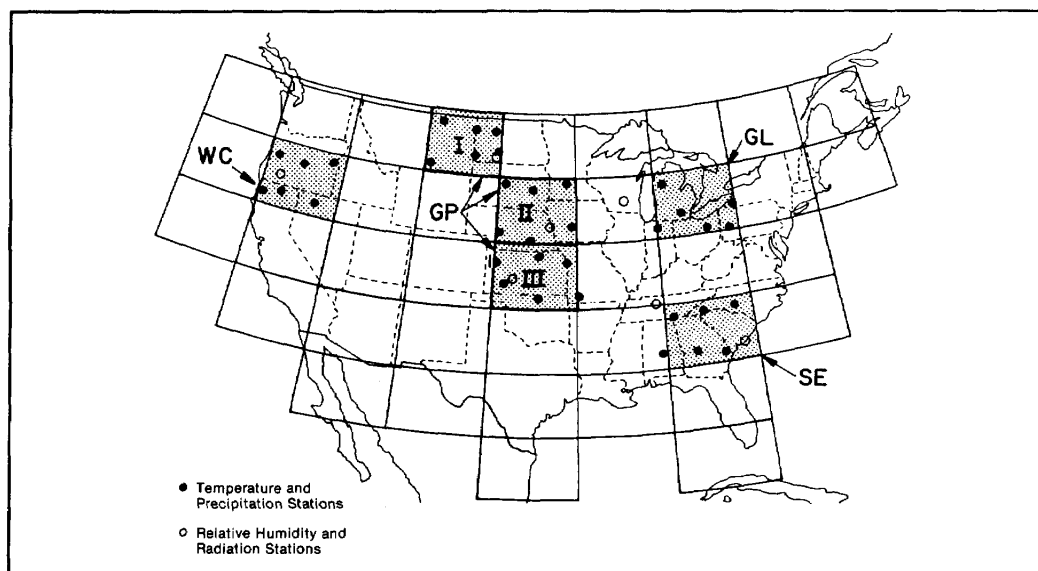 I
GL
WC
GP
II
III
SE
● Temperature and
Precipitation Stations
○ Relative Humidity and
Radiation Stations